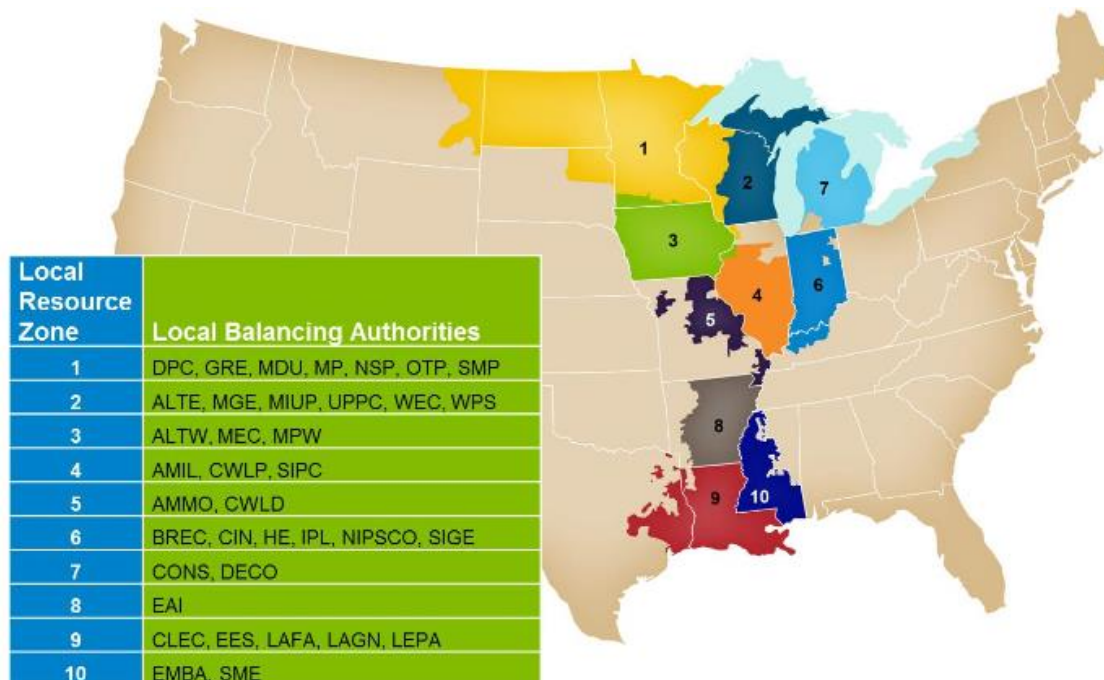 Local
Resource
Zone
Local Balancing Authorities
1
DPC, GRE, MDU, MP, NSP, OTP, SMP
2
ALTE, MGE, MIUP, UPPC, WEC, WPS
3
ALTW, MEC, MPW
4
AMIL, CWLP, SIPC
5
AMMO, CWLD
6
BREC, CIN, HE, IPL, NIPSCO, SIGE
7
CONS, DECO
8
EAI
9
CLEC, EES, LAFA, LAGN, LEPA
10
EMBA, SME
1
2
7
3
6
4
5
8
9
10